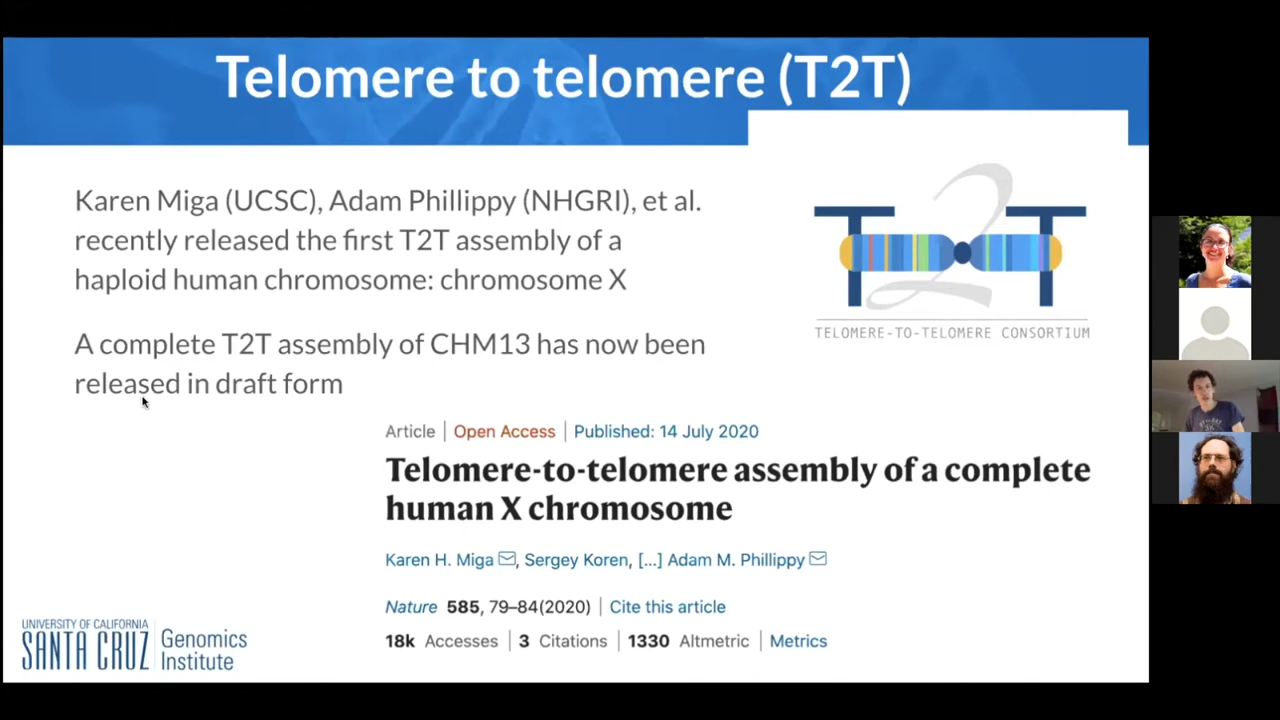 Telomere to telomere (T2T)
Karen Miga (UCSC), Adam Phillippy (NHGRI), et al.
recently released the first T2T assembly of a
haploid human chromosome: chromosome X
A complete T2T assembly of CHM13 has now been
released in draft form
T2T
TELOMERE-TO-TELOMERE CONSORTIUM
Article | Open Access | Published: 14 July 2020
Telomere-to-telomere assembly of a complete
human X chromosome
Karen H. Miga, Sergey Koren, [...] Adam M. Phillippy
Nature 585, 79–84(2020) | Cite this article
18k Accesses | 3 Citations | 1330 Altmetric | Metrics
UNIVERSITY OF CALIFORNIA
SANTA CRUZ
Genomics
Institute